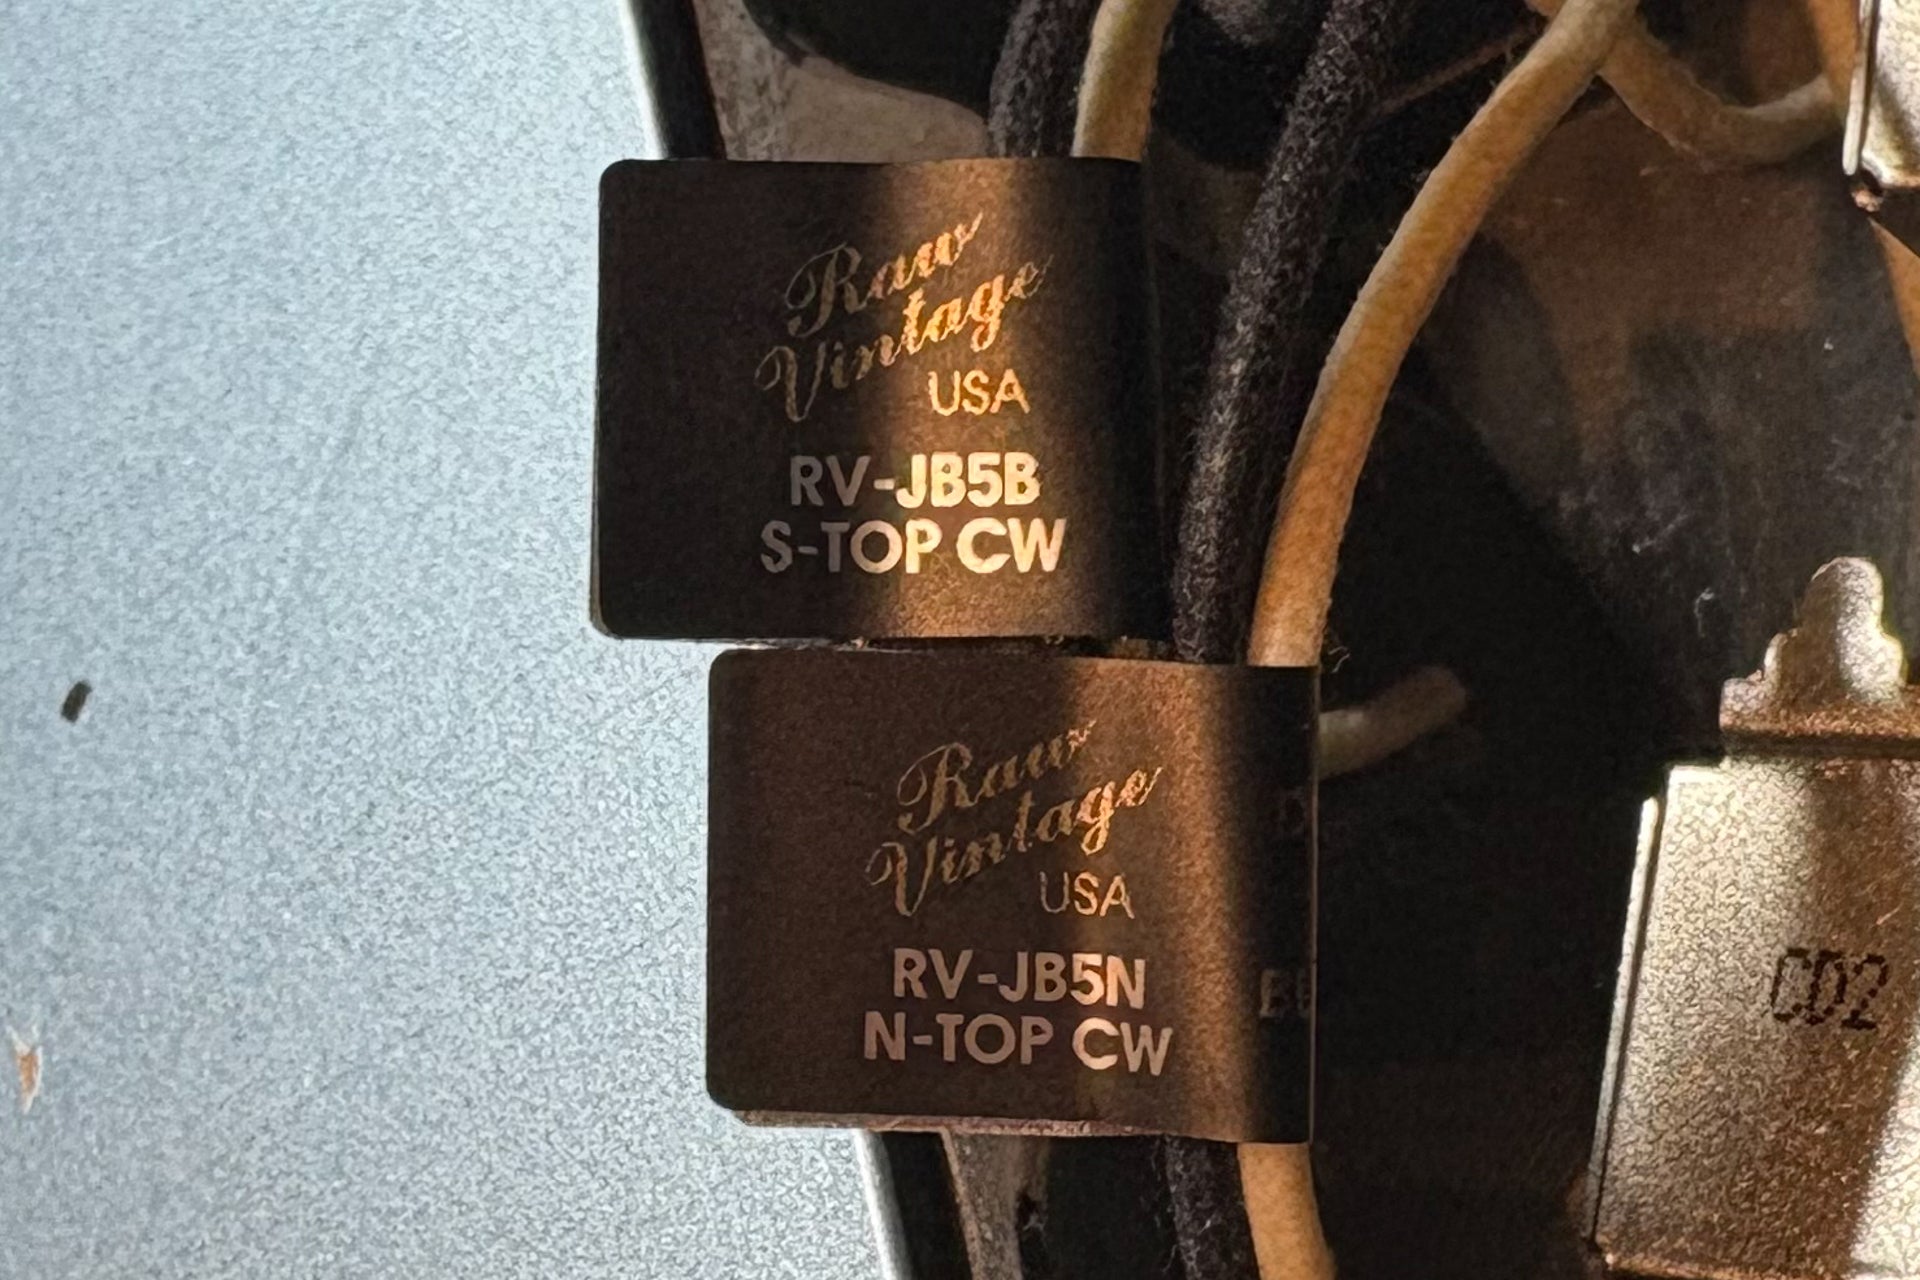 Raw
Vintage
USA
RV-JB5B
S-TOP CW
Raw
Vintage
USA
RV-JB5N
N-TOP CW
CD2